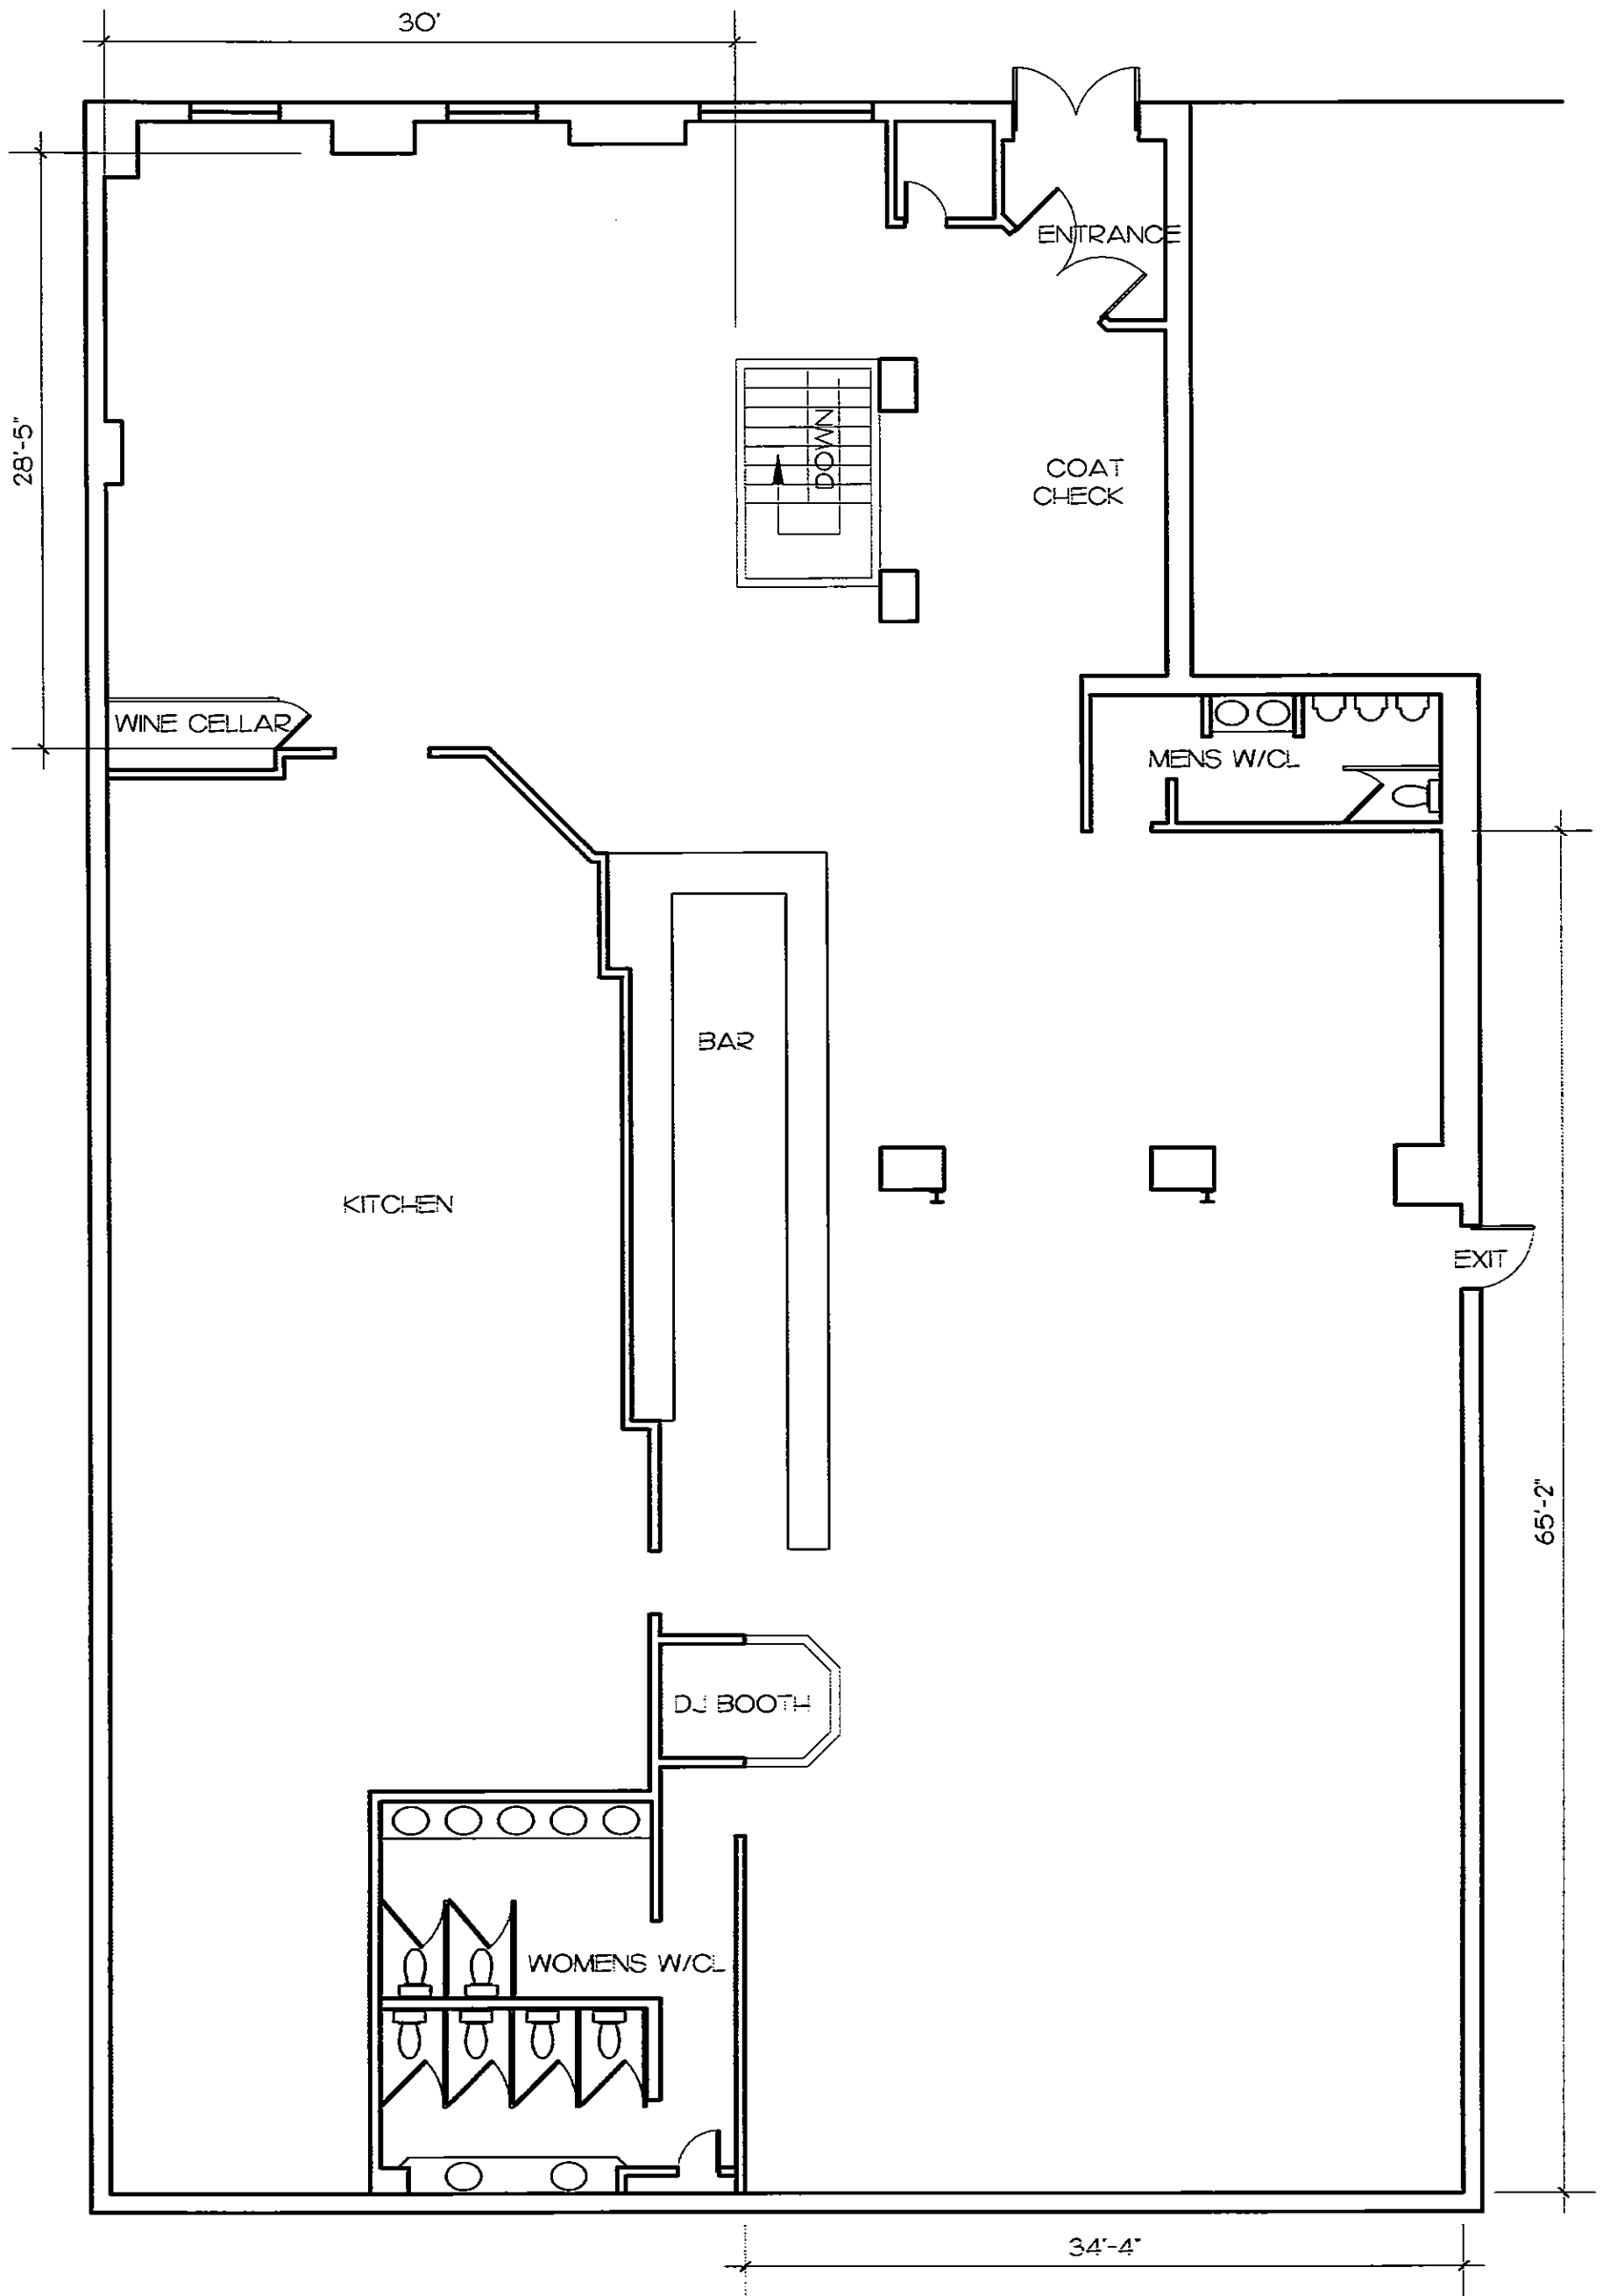 30'
ENTRANCE
28'-5"
DOWN
COAT
CHECK
WINE CELLAR
MENS W/CL
BAR
KITCHEN
EXIT
65'-2"
DJ BOOTH
WOMENS W/CL
34'-4"